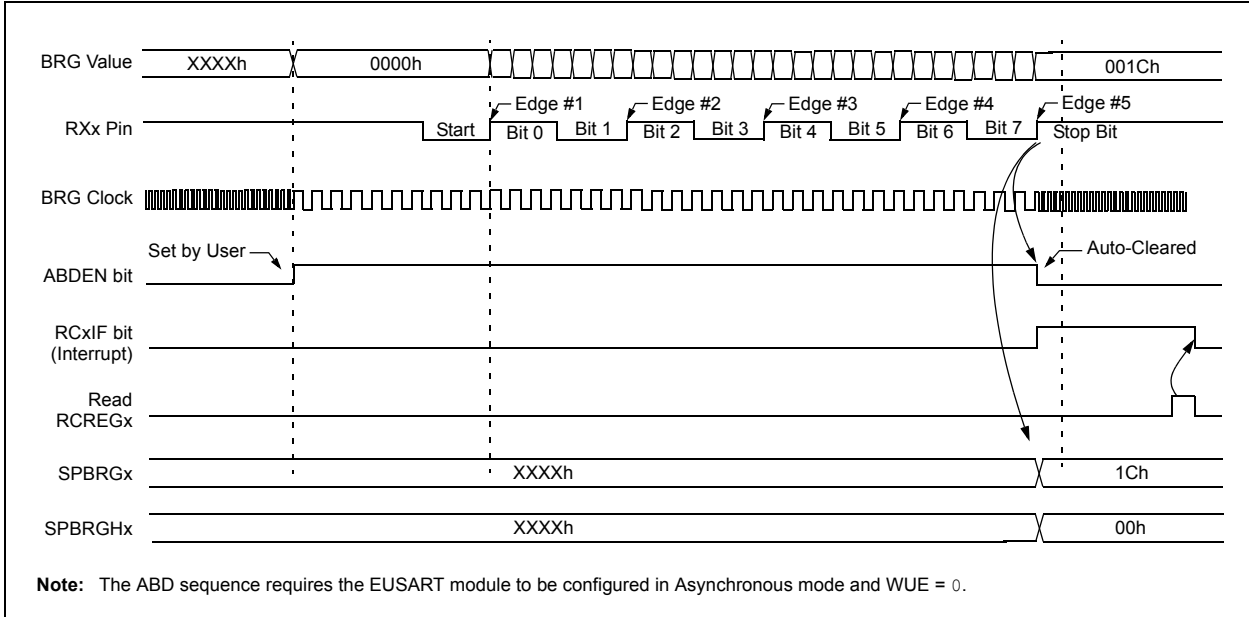 BRG Value XXXXh 0000h 001Ch
Edge #1 Edge #2 Edge #3 Edge #4 Edge #5
RXx Pin Start Bit 0 Bit 1 Bit 2 Bit 3 Bit 4 Bit 5 Bit 6 Bit 7 Stop Bit
BRG Clock
Set by User Auto-Cleared
ABDEN bit
RCxIF bit
(Interrupt)
Read
RCREGx
SPBRGx XXXXh 1Ch
SPBRGHx XXXXh 00h
Note: The ABD sequence requires the EUSART module to be configured in Asynchronous mode and WUE = 0.